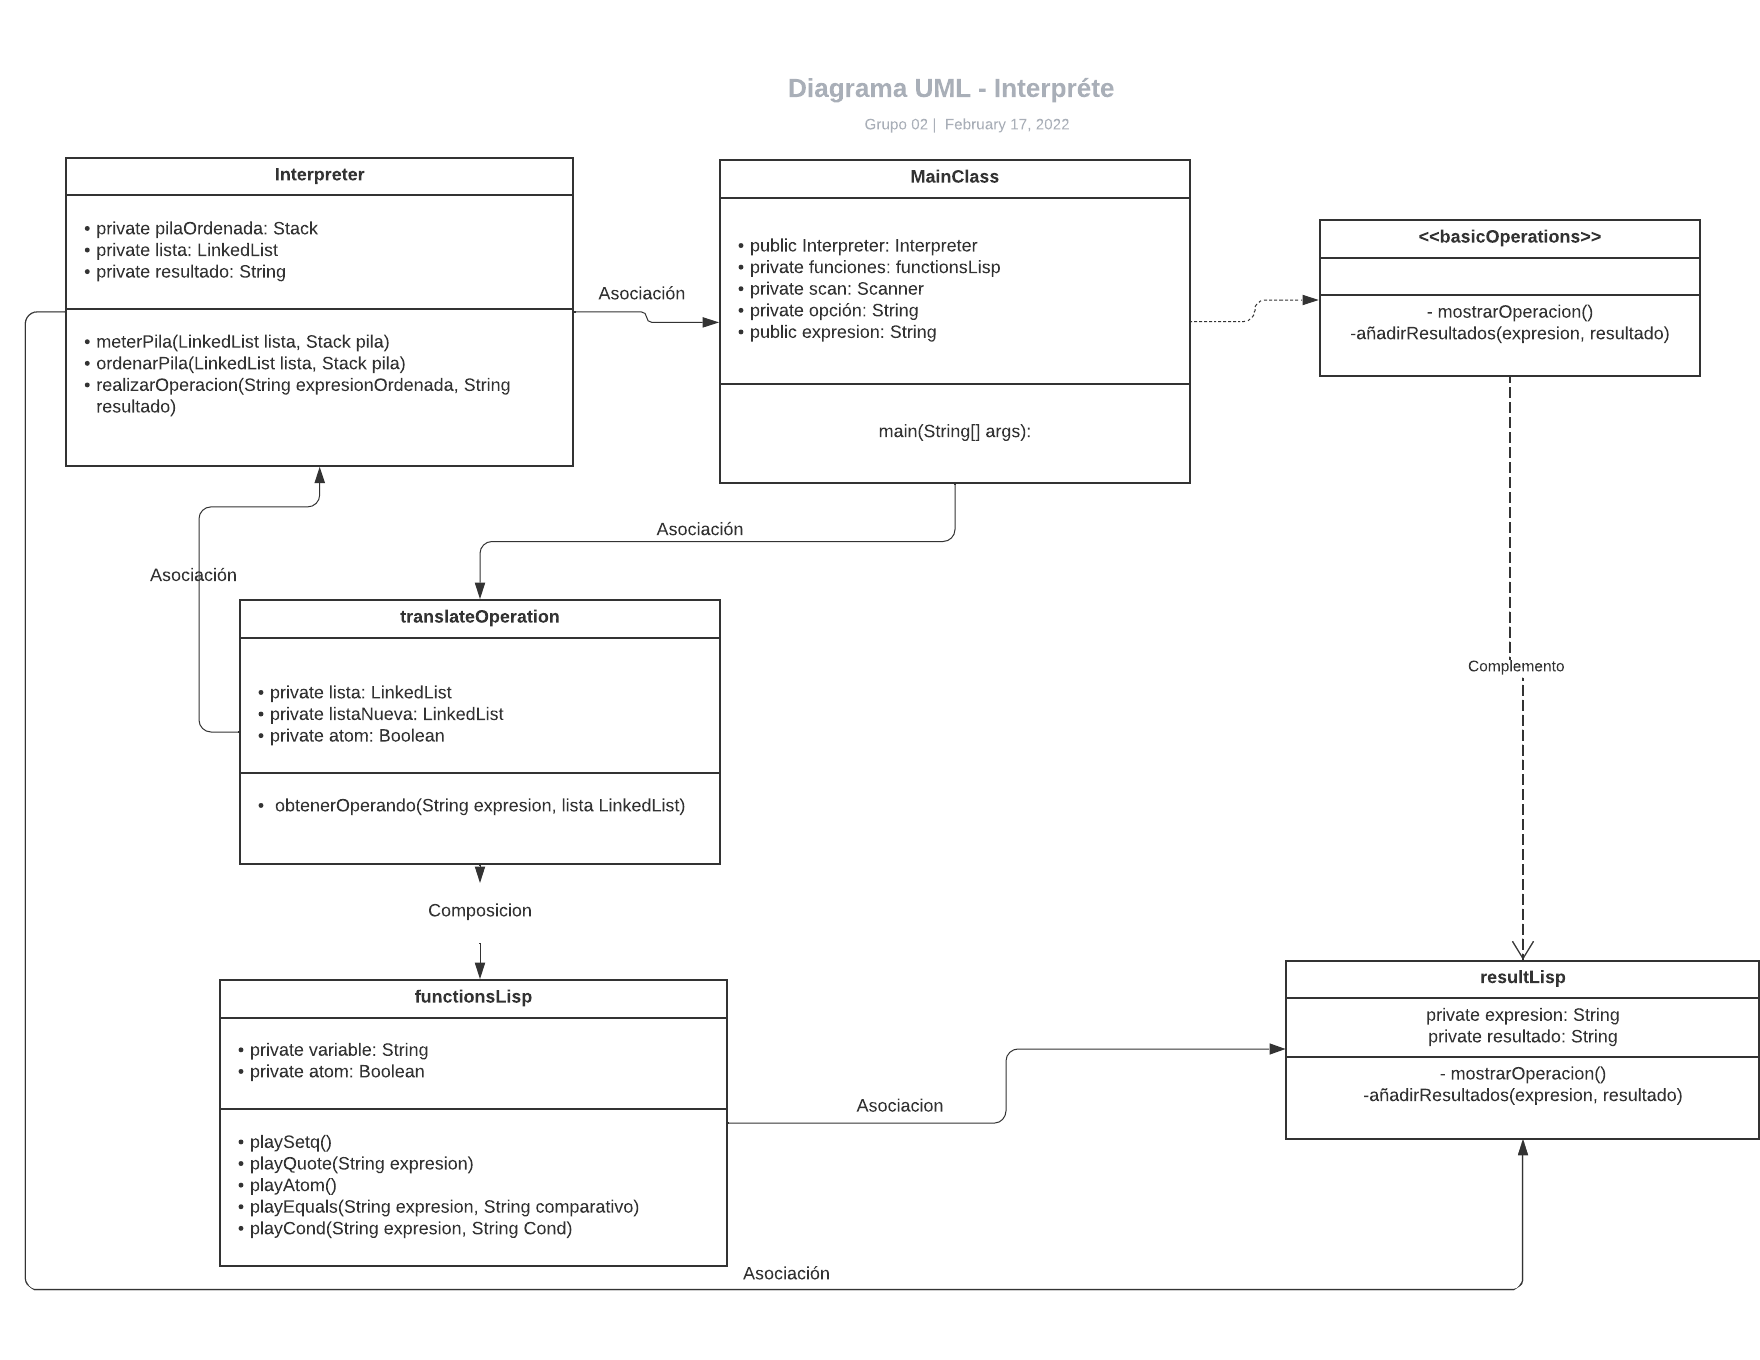 Diagrama UML - Interpréte
Grupo 02 | February 17, 2022
Interpreter
• private pilaOrdenada: Stack
• private lista: LinkedList
• private resultado: String
• meterPila(LinkedList lista, Stack pila)
• ordenarPila(LinkedList lista, Stack pila)
• realizarOperacion(String expresionOrdenada, String
resultado)
Asociación
MainClass
• public Interpreter: Interpreter
• private funciones: functionsLisp
• private scan: Scanner
• private opción: String
• public expresion: String
main(String[] args):
<<basicOperations>>
- mostrarOperacion()
-añadirResultados(expresion, resultado)
Asociación
Asociación
translateOperation
• private lista: LinkedList
• private listaNueva: LinkedList
• private atom: Boolean
• obtenerOperando(String expresion, lista LinkedList)
Complemento
Composicion
functionsLisp
• private variable: String
• private atom: Boolean
• playSetq()
• playQuote(String expresion)
• playAtom()
• playEquals(String expresion, String comparativo)
• playCond(String expresion, String Cond)
Asociacion
resultLisp
private expresion: String
private resultado: String
- mostrarOperacion()
-añadirResultados(expresion, resultado)
Asociación